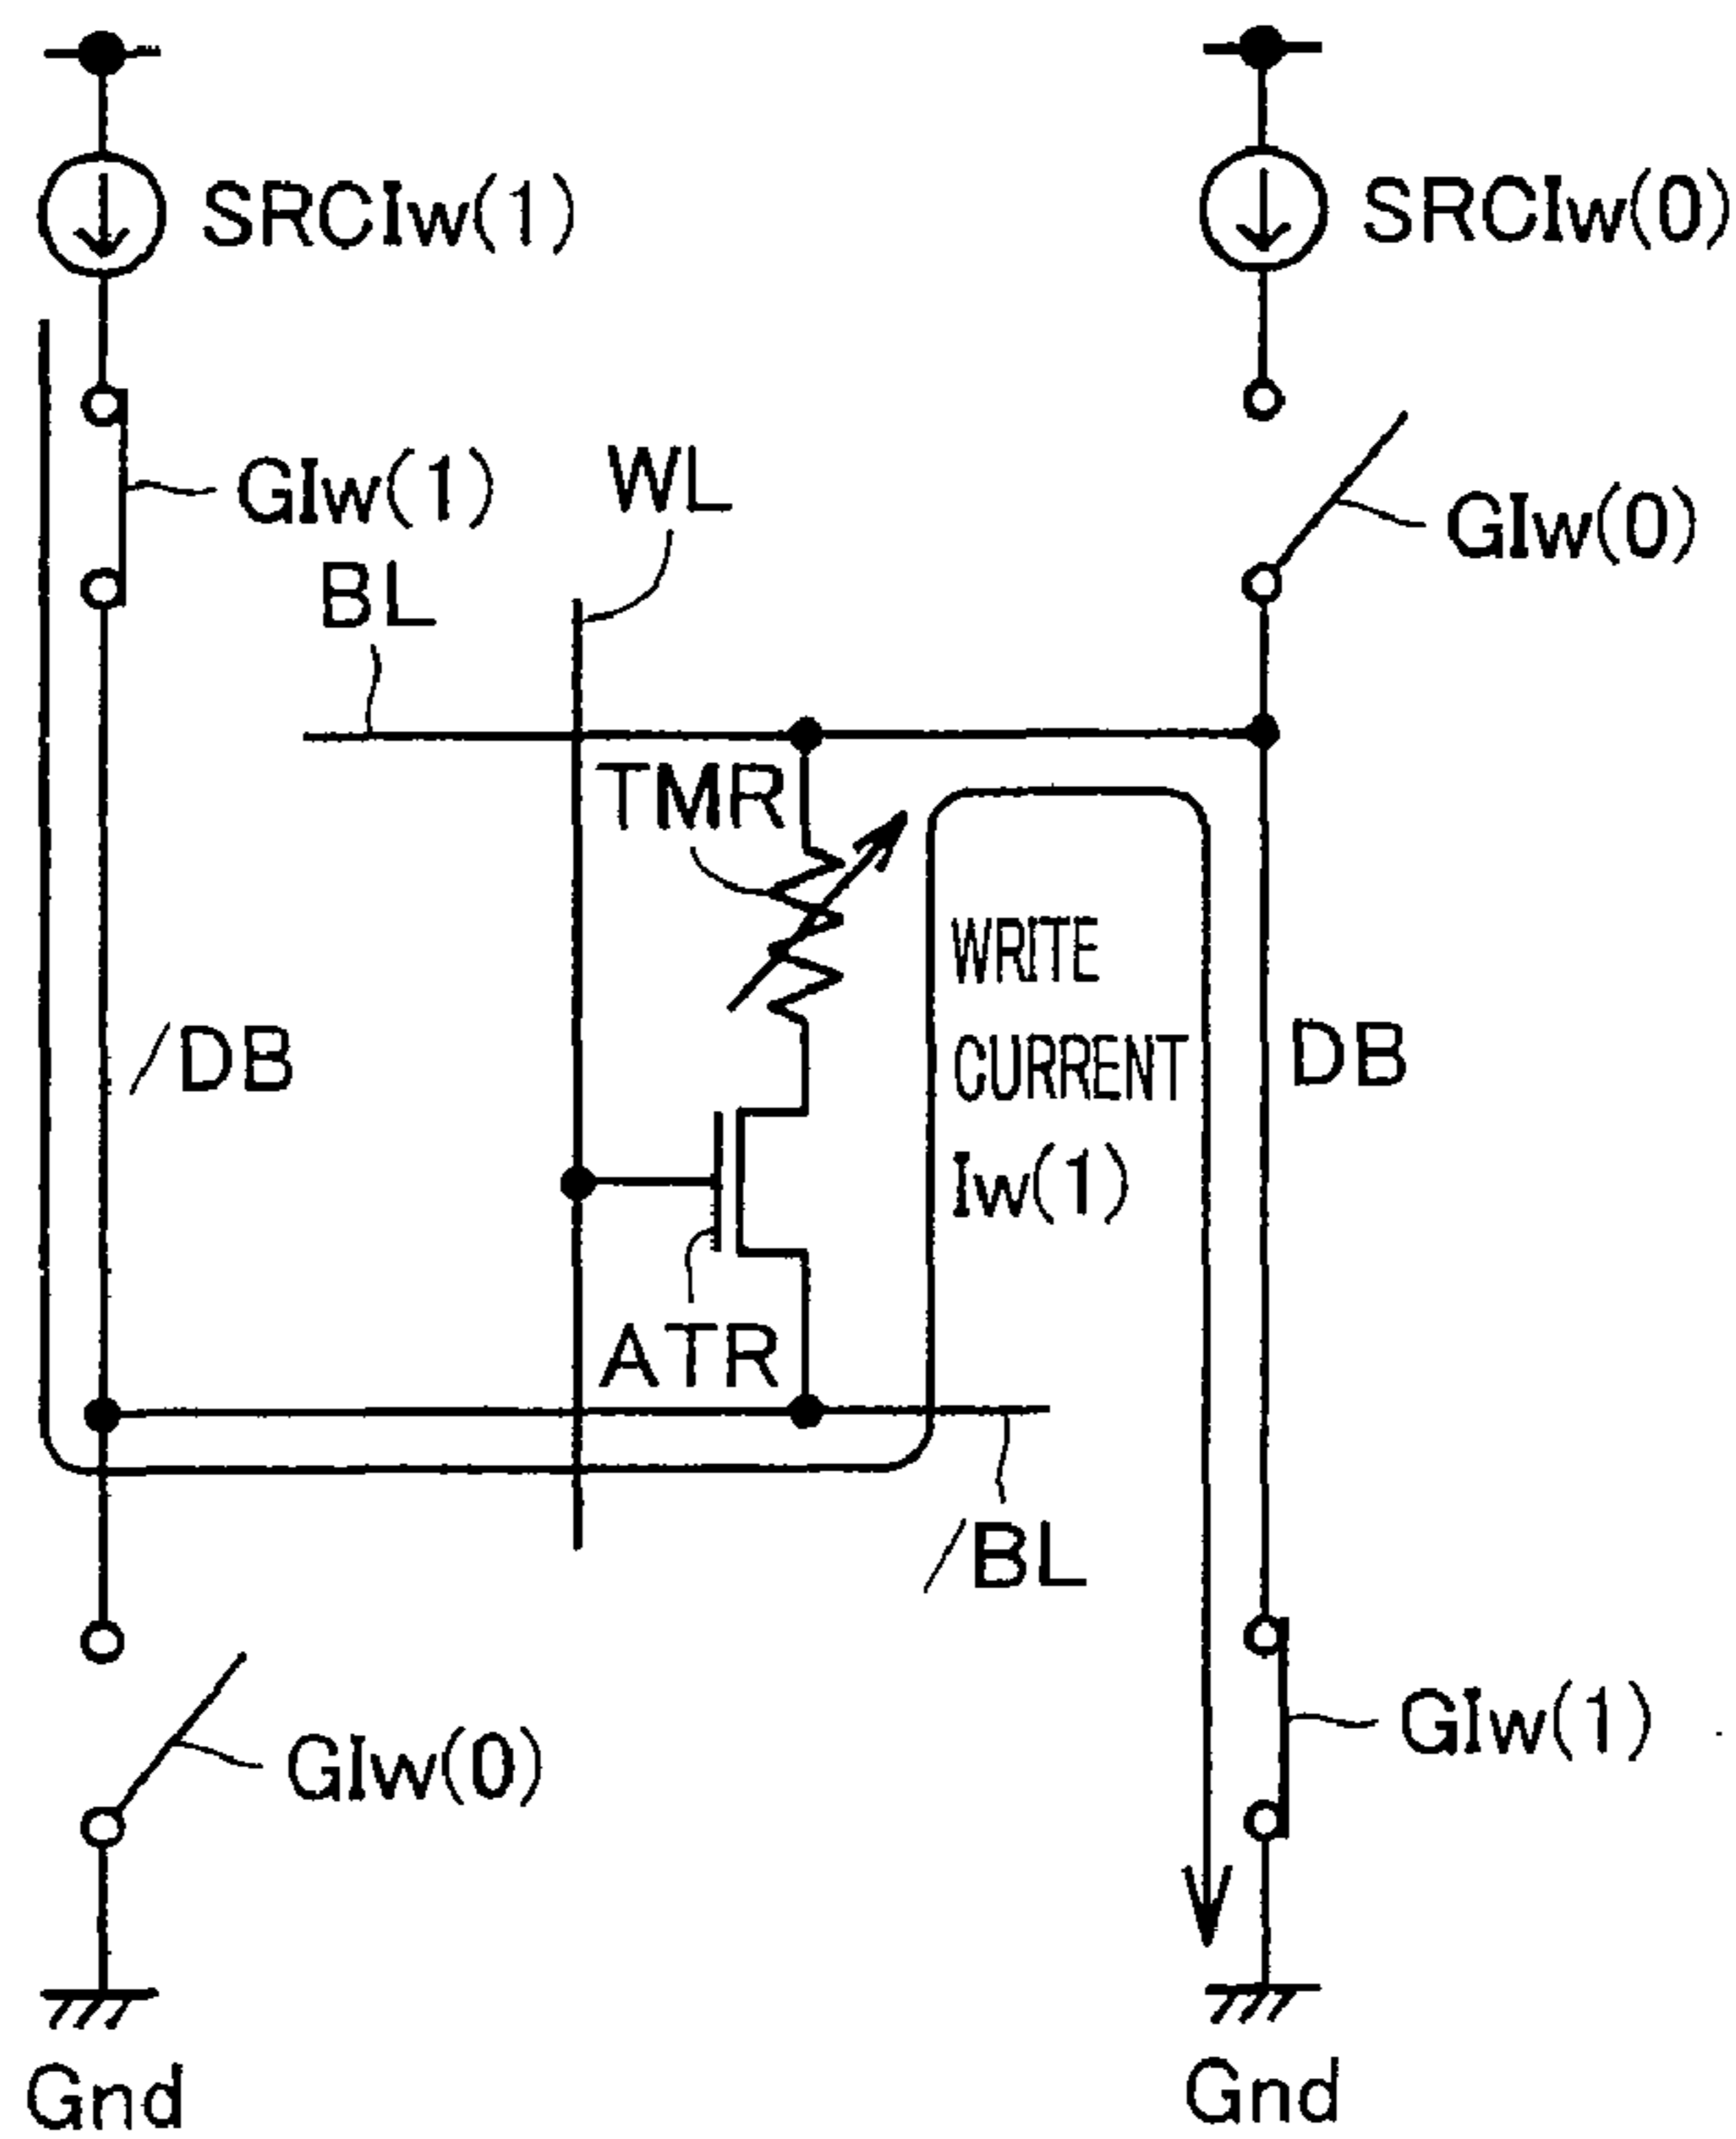 SRCIw(1)
SRCIw(0)
GIw(1)
WL
GIw(0)
BL
TMR
WRITE
CURRENT
Iw(1)
/DB
DB
ATR
/BL
GIw(1)
GIw(0)
Gnd
Gnd